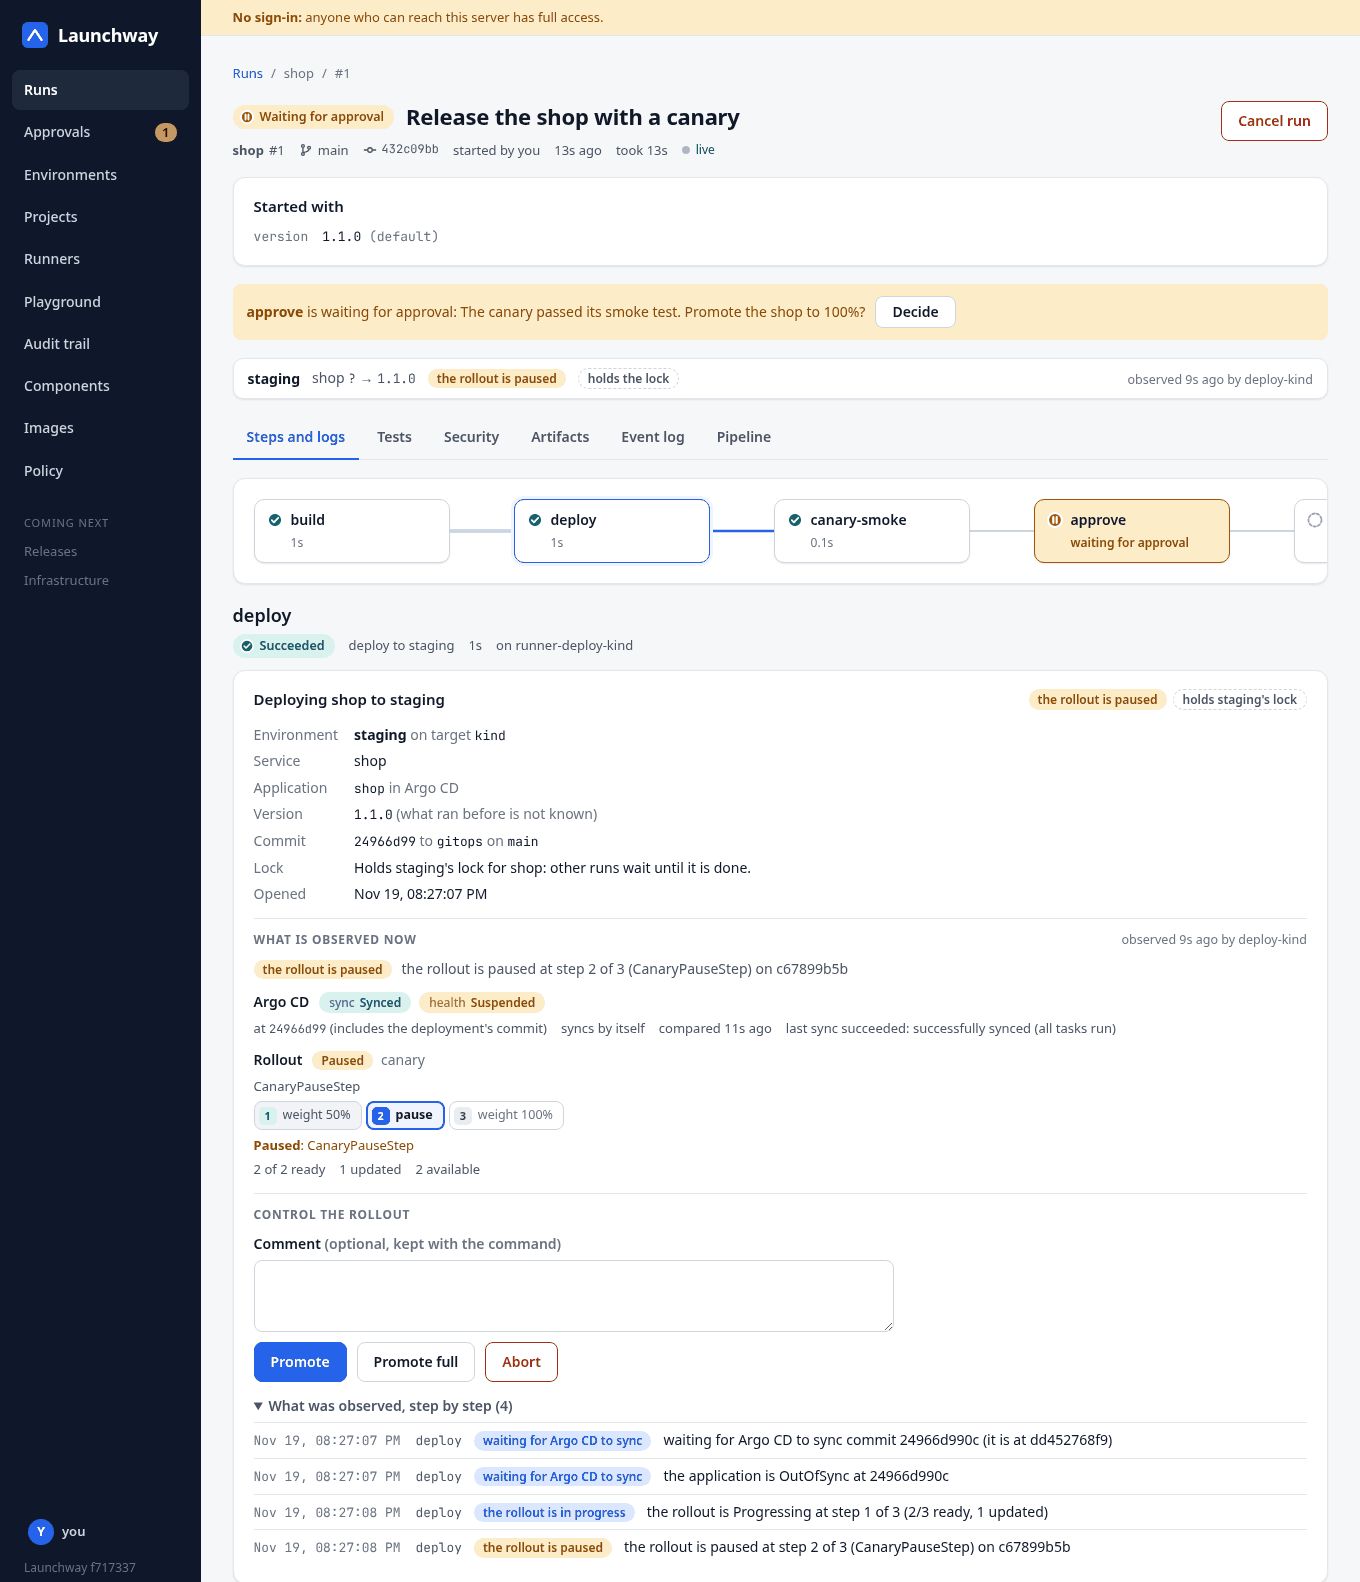 Launchway
Runs
Approvals 1
Environments
Projects
Runners
Playground
Audit trail
Components
Images
Policy
COMING NEXT
Releases
Infrastructure
Y you
Launchway f717337
No sign-in: anyone who can reach this server has full access.
Runs / shop / #1
Waiting for approval Release the shop with a canary
Cancel run
shop #1 main 432c09bb started by you 13s ago took 13s live
Started with
version 1.1.0 (default)
approve is waiting for approval: The canary passed its smoke test. Promote the shop to 100%? Decide
staging shop ? → 1.1.0 the rollout is paused holds the lock observed 9s ago by deploy-kind
Steps and logs Tests Security Artifacts Event log Pipeline
build
1s
deploy
1s
canary-smoke
0.1s
approve
waiting for approval
deploy
Succeeded deploy to staging 1s on runner-deploy-kind
Deploying shop to staging the rollout is paused holds staging's lock
Environment staging on target kind
Service shop
Application shop in Argo CD
Version 1.1.0 (what ran before is not known)
Commit 24966d99 to gitops on main
Lock Holds staging's lock for shop: other runs wait until it is done.
Opened Nov 19, 08:27:07 PM
WHAT IS OBSERVED NOW observed 9s ago by deploy-kind
the rollout is paused the rollout is paused at step 2 of 3 (CanaryPauseStep) on c67899b5b
Argo CD sync Synced health Suspended
at 24966d99 (includes the deployment's commit) syncs by itself compared 11s ago last sync succeeded: successfully synced (all tasks run)
Rollout Paused canary
CanaryPauseStep
1 weight 50% 2 pause 3 weight 100%
Paused: CanaryPauseStep
2 of 2 ready 1 updated 2 available
CONTROL THE ROLLOUT
Comment (optional, kept with the command)
Promote Promote full Abort
▼ What was observed, step by step (4)
Nov 19, 08:27:07 PM deploy waiting for Argo CD to sync waiting for Argo CD to sync commit 24966d990c (it is at dd452768f9)
Nov 19, 08:27:07 PM deploy waiting for Argo CD to sync the application is OutOfSync at 24966d990c
Nov 19, 08:27:08 PM deploy the rollout is in progress the rollout is Progressing at step 1 of 3 (2/3 ready, 1 updated)
Nov 19, 08:27:08 PM deploy the rollout is paused the rollout is paused at step 2 of 3 (CanaryPauseStep) on c67899b5b